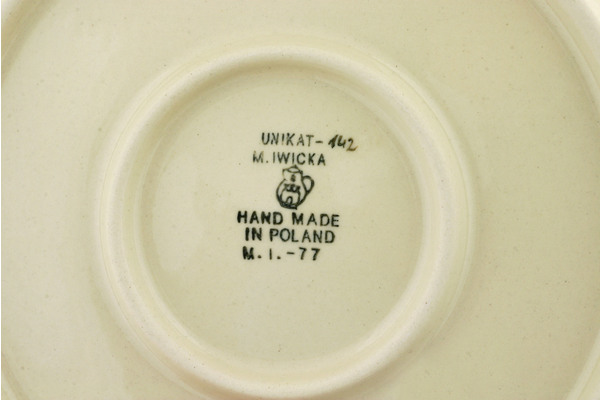 UNIKAT-142
M.IWICKA
HAND MADE
IN POLAND
M.I.-77